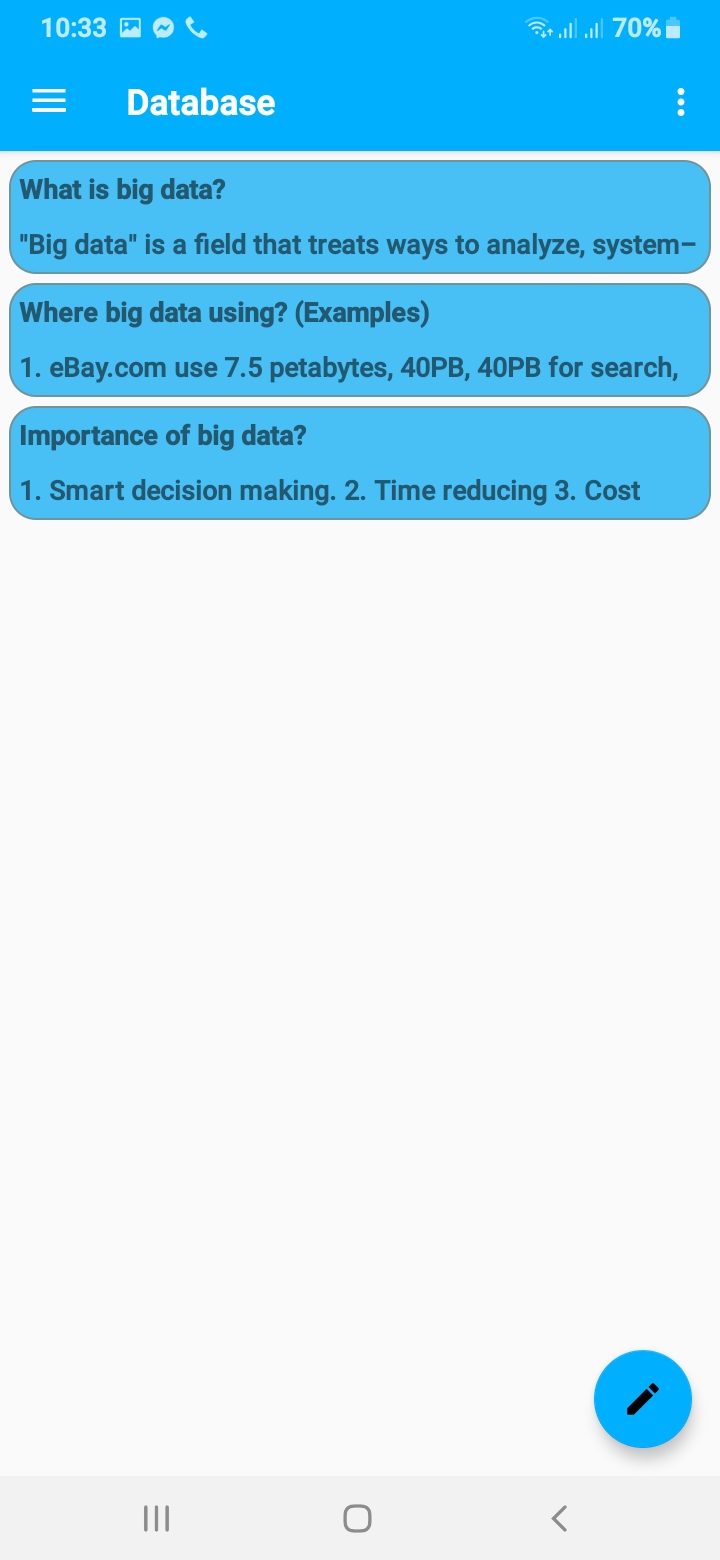 10:33 70%
Database
What is big data?
"Big data" is a field that treats ways to analyze, system–
Where big data using? (Examples)
1. eBay.com use 7.5 petabytes, 40PB, 40PB for search,
Importance of big data?
1. Smart decision making. 2. Time reducing 3. Cost